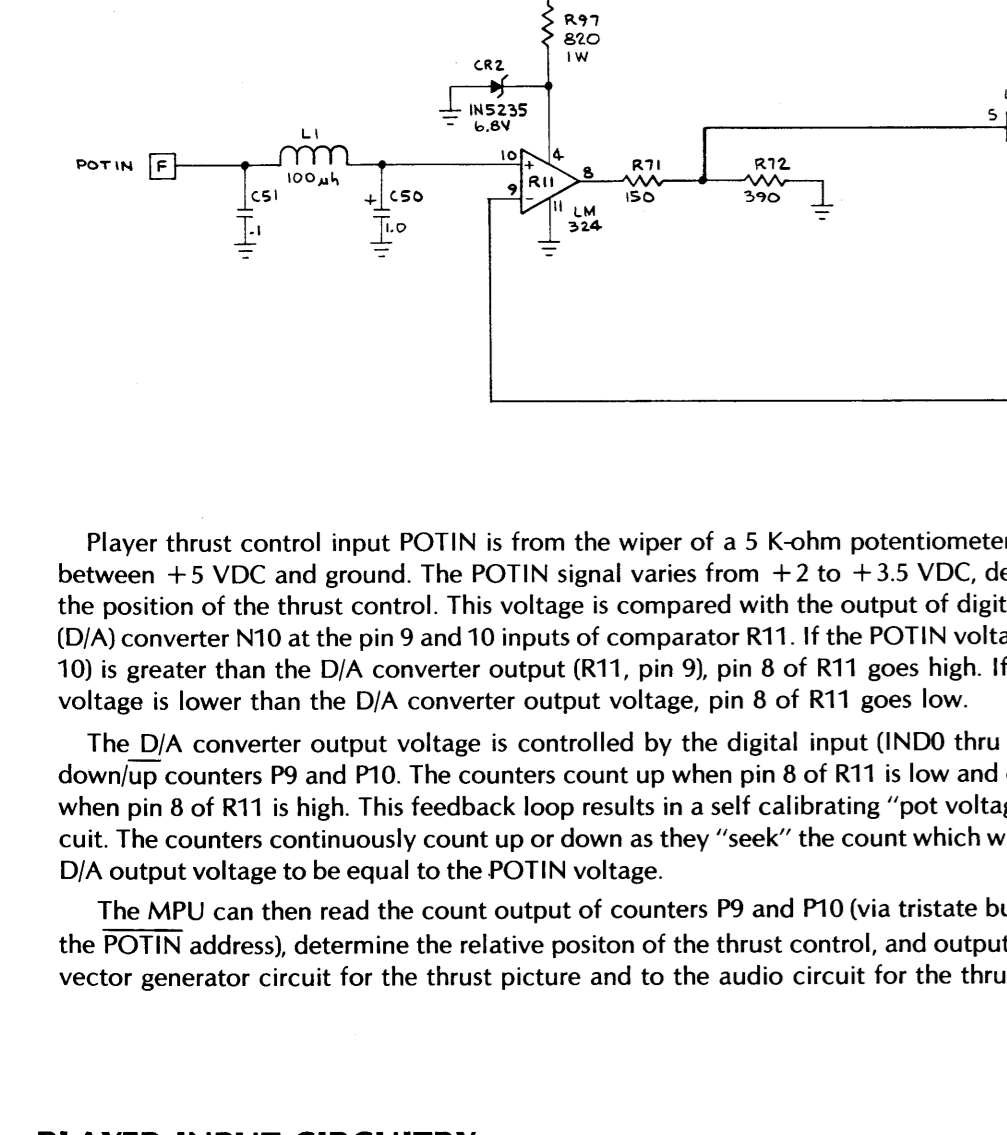 R97
820
1W
CR2
IN5235
6.8V
L1
100µh
POTIN F
C51
.1
+ C50
1.0
10 + 4
R11 8
9 -
11 LM
324
R71
150
R72
390
5
Player thrust control input POTIN is from the wiper of a 5 K-ohm potentiometer
between +5 VDC and ground. The POTIN signal varies from +2 to +3.5 VDC, de
the position of the thrust control. This voltage is compared with the output of digit
(D/A) converter N10 at the pin 9 and 10 inputs of comparator R11. If the POTIN volta
10) is greater than the D/A converter output (R11, pin 9), pin 8 of R11 goes high. If
voltage is lower than the D/A converter output voltage, pin 8 of R11 goes low.
The D/A converter output voltage is controlled by the digital input (IND0 thru
down/up counters P9 and P10. The counters count up when pin 8 of R11 is low and
when pin 8 of R11 is high. This feedback loop results in a self calibrating "pot voltag
cuit. The counters continuously count up or down as they "seek" the count which w
D/A output voltage to be equal to the POTIN voltage.
The MPU can then read the count output of counters P9 and P10 (via tristate bu
the POTIN address), determine the relative positon of the thrust control, and output
vector generator circuit for the thrust picture and to the audio circuit for the thru
PLAYER INPUT CIRCUITRY